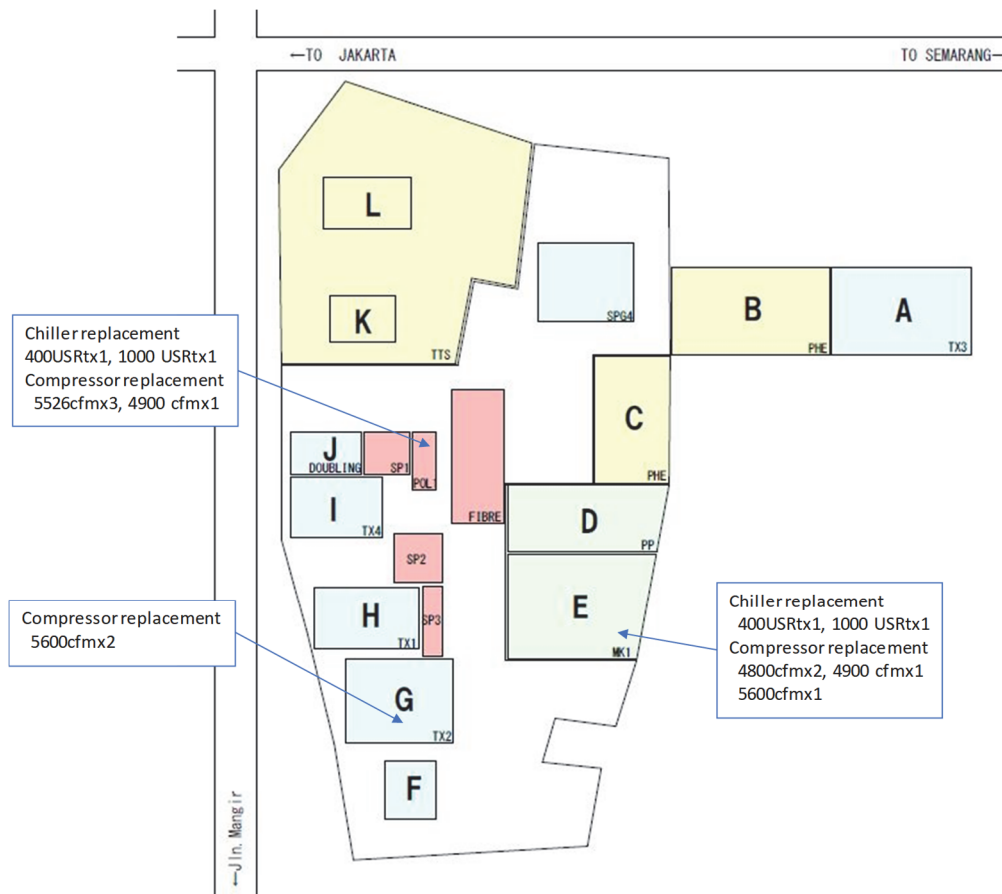 ←TO JAKARTA
TO SEMARANG→
L
K
TTS
SPG4
B
PHE
A
TX3
Chiller replacement
400USRtx1, 1000 USRtx1
Compressor replacement
5526cfmx3, 4900 cfmx1
C
PHE
J
DOUBLING
SP1
POL1
FIBRE
I
TX4
D
PP
SP2
E
MK1
H
TX1
SP3
Compressor replacement
5600cfmx2
Chiller replacement
400USRtx1, 1000 USRtx1
Compressor replacement
4800cfmx2, 4900 cfmx1
5600cfmx1
G
TX2
F
←Jln. Mangir